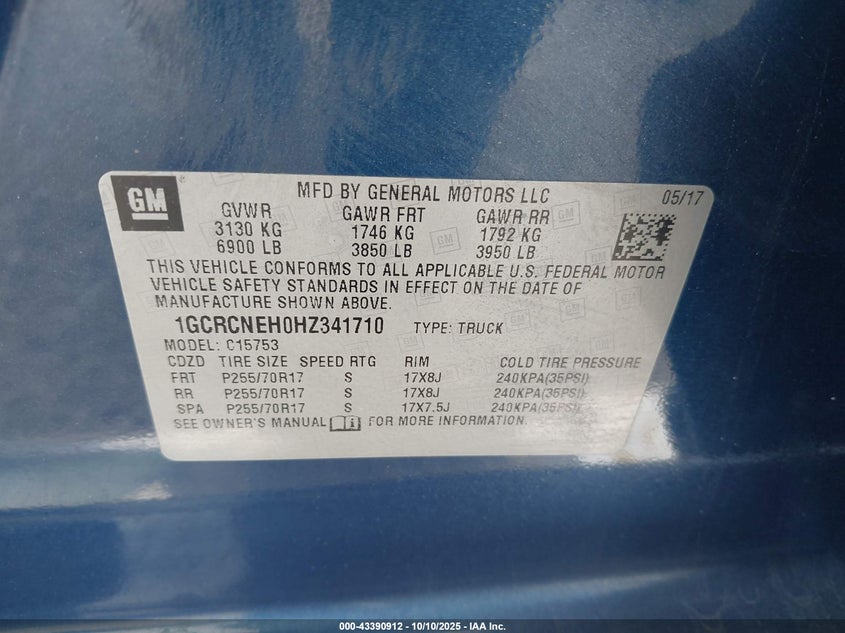 GM
MFD BY GENERAL MOTORS LLC 05/17
GVWR GAWR FRT GAWR RR
3130 KG 1746 KG 1792 KG
6900 LB 3850 LB 3950 LB
THIS VEHICLE CONFORMS TO ALL APPLICABLE U.S. FEDERAL MOTOR
VEHICLE SAFETY STANDARDS IN EFFECT ON THE DATE OF
MANUFACTURE SHOWN ABOVE.
1GCRCNEH0HZ341710 TYPE: TRUCK
MODEL: C15753
CDZD TIRE SIZE SPEED RTG RIM COLD TIRE PRESSURE
FRT P255/70R17 S 17X8J 240KPA(35PSI)
RR P255/70R17 S 17X8J 240KPA(35PSI)
SPA P255/70R17 S 17X7.5J 240KPA(35PSI)
SEE OWNER'S MANUAL FOR MORE INFORMATION.
000-43390912 - 10/10/2025 - IAA Inc.